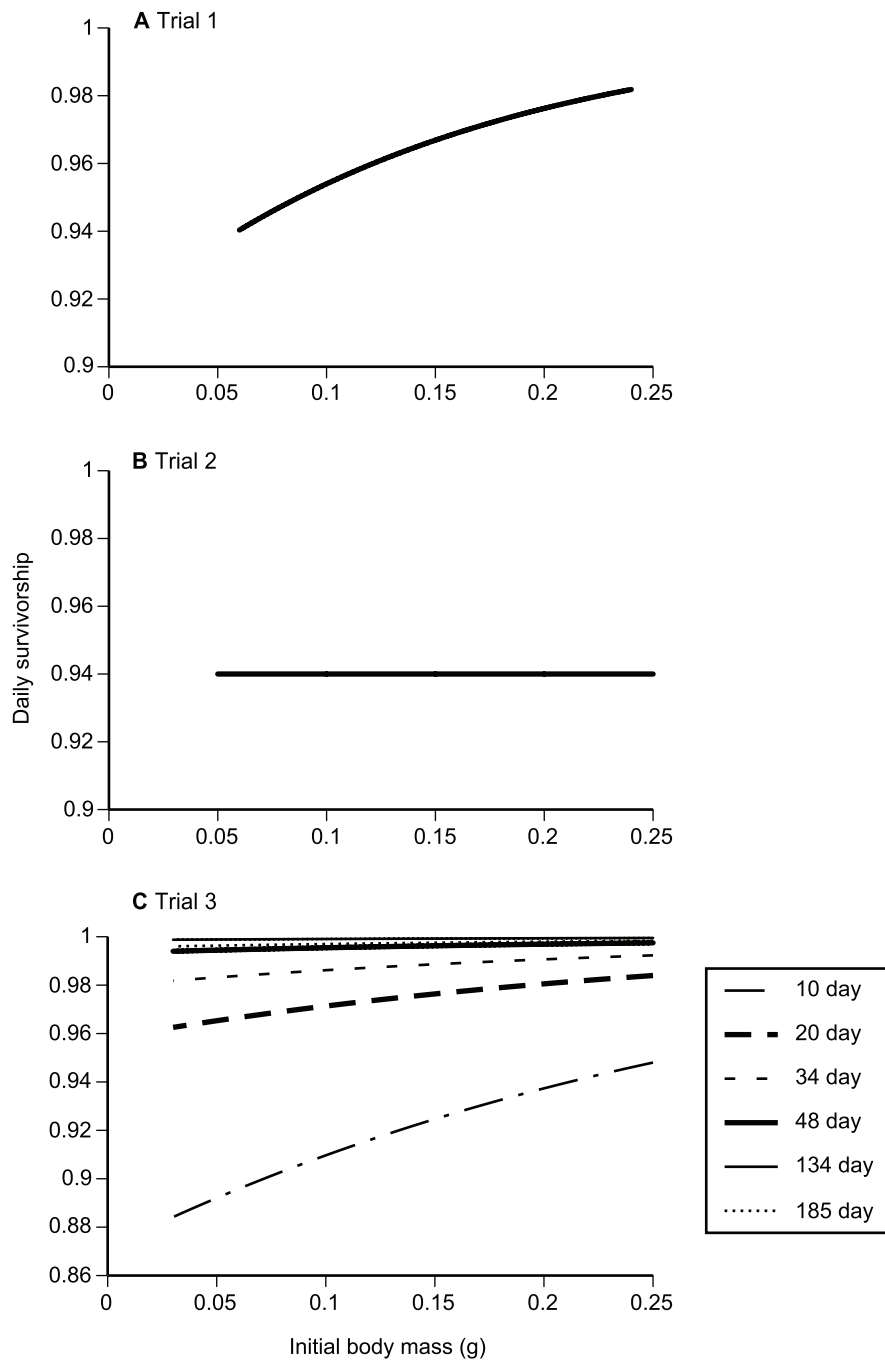 A Trial 1
1
0.98
0.96
0.94
0.92
0.9
0 0.05 0.1 0.15 0.2 0.25
B Trial 2
1
0.98
0.96
0.94
0.92
0.9
0 0.05 0.1 0.15 0.2 0.25
Daily survivorship
C Trial 3
1
0.98
0.96
0.94
0.92
0.9
0.88
0.86
0 0.05 0.1 0.15 0.2 0.25
Initial body mass (g)
10 day
20 day
34 day
48 day
134 day
185 day